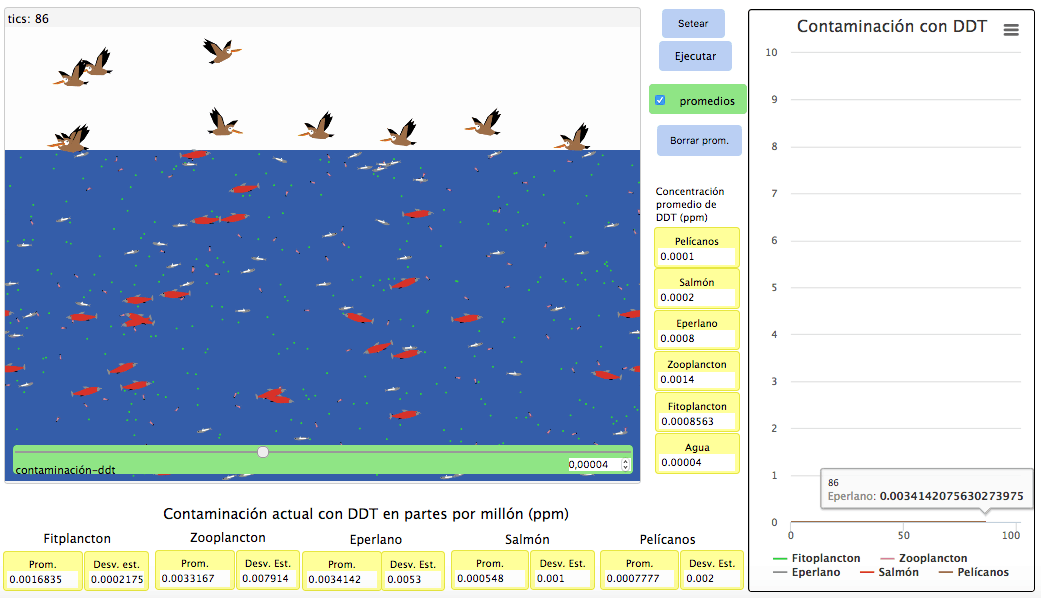 tics: 86
Setear
Ejecutar
promedios
Borrar prom.
Concentración
promedio de
DDT (ppm)
Pelícanos
0.0001
Salmón
0.0002
Eperlano
0.0008
Zooplancton
0.0014
Fitoplancton
0.0008563
Agua
0.00004
contaminación-ddt
0,00004
Contaminación con DDT
10
9
8
7
6
5
4
3
2
1
0
86
Eperlano: 0.0034142075630273975
0 50 100
Fitoplancton Zooplancton
Eperlano Salmón Pelícanos
Contaminación actual con DDT en partes por millón (ppm)
Fitplancton Zooplancton Eperlano Salmón Pelícanos
Prom. Desv. est. Prom. Desv. Est. Prom. Desv. Est. Prom. Desv. Est. Prom. Desv. Est.
0.0016835 0.0002175 0.0033167 0.007914 0.0034142 0.0053 0.000548 0.001 0.0007777 0.002